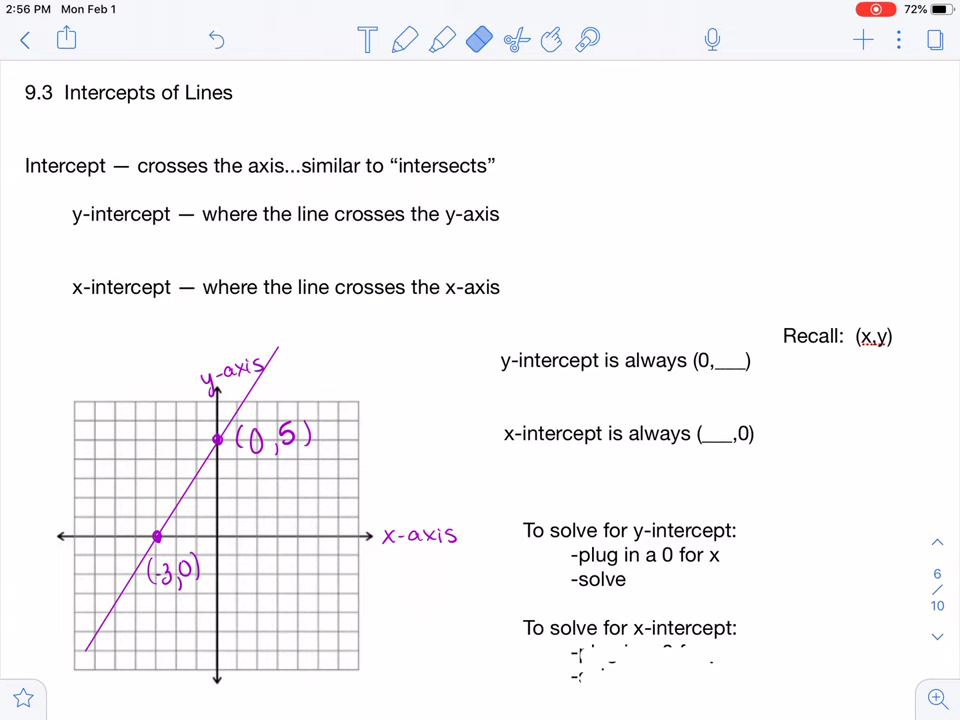 2:56 PM Mon Feb 1
72%
9.3 Intercepts of Lines
Intercept — crosses the axis...similar to “intersects”
y-intercept — where the line crosses the y-axis
x-intercept — where the line crosses the x-axis
Recall: (x,y)
y-intercept is always (0,___)
y-axis
(0,5)
x-intercept is always (___,0)
x-axis
(-3,0)
To solve for y-intercept:
-plug in a 0 for x
-solve
To solve for x-intercept:
6
/
10